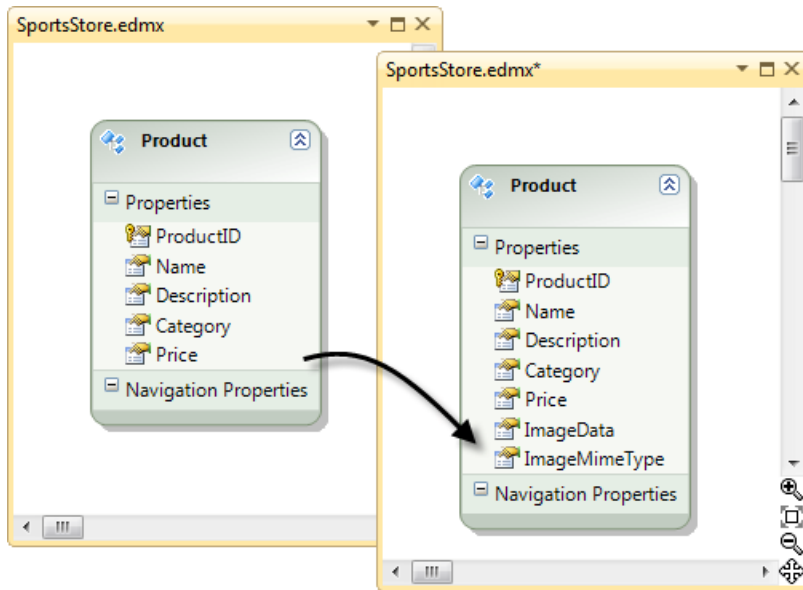 SportsStore.edmx
Product
Properties
ProductID
Name
Description
Category
Price
Navigation Properties
SportsStore.edmx*
Product
Properties
ProductID
Name
Description
Category
Price
ImageData
ImageMimeType
Navigation Properties